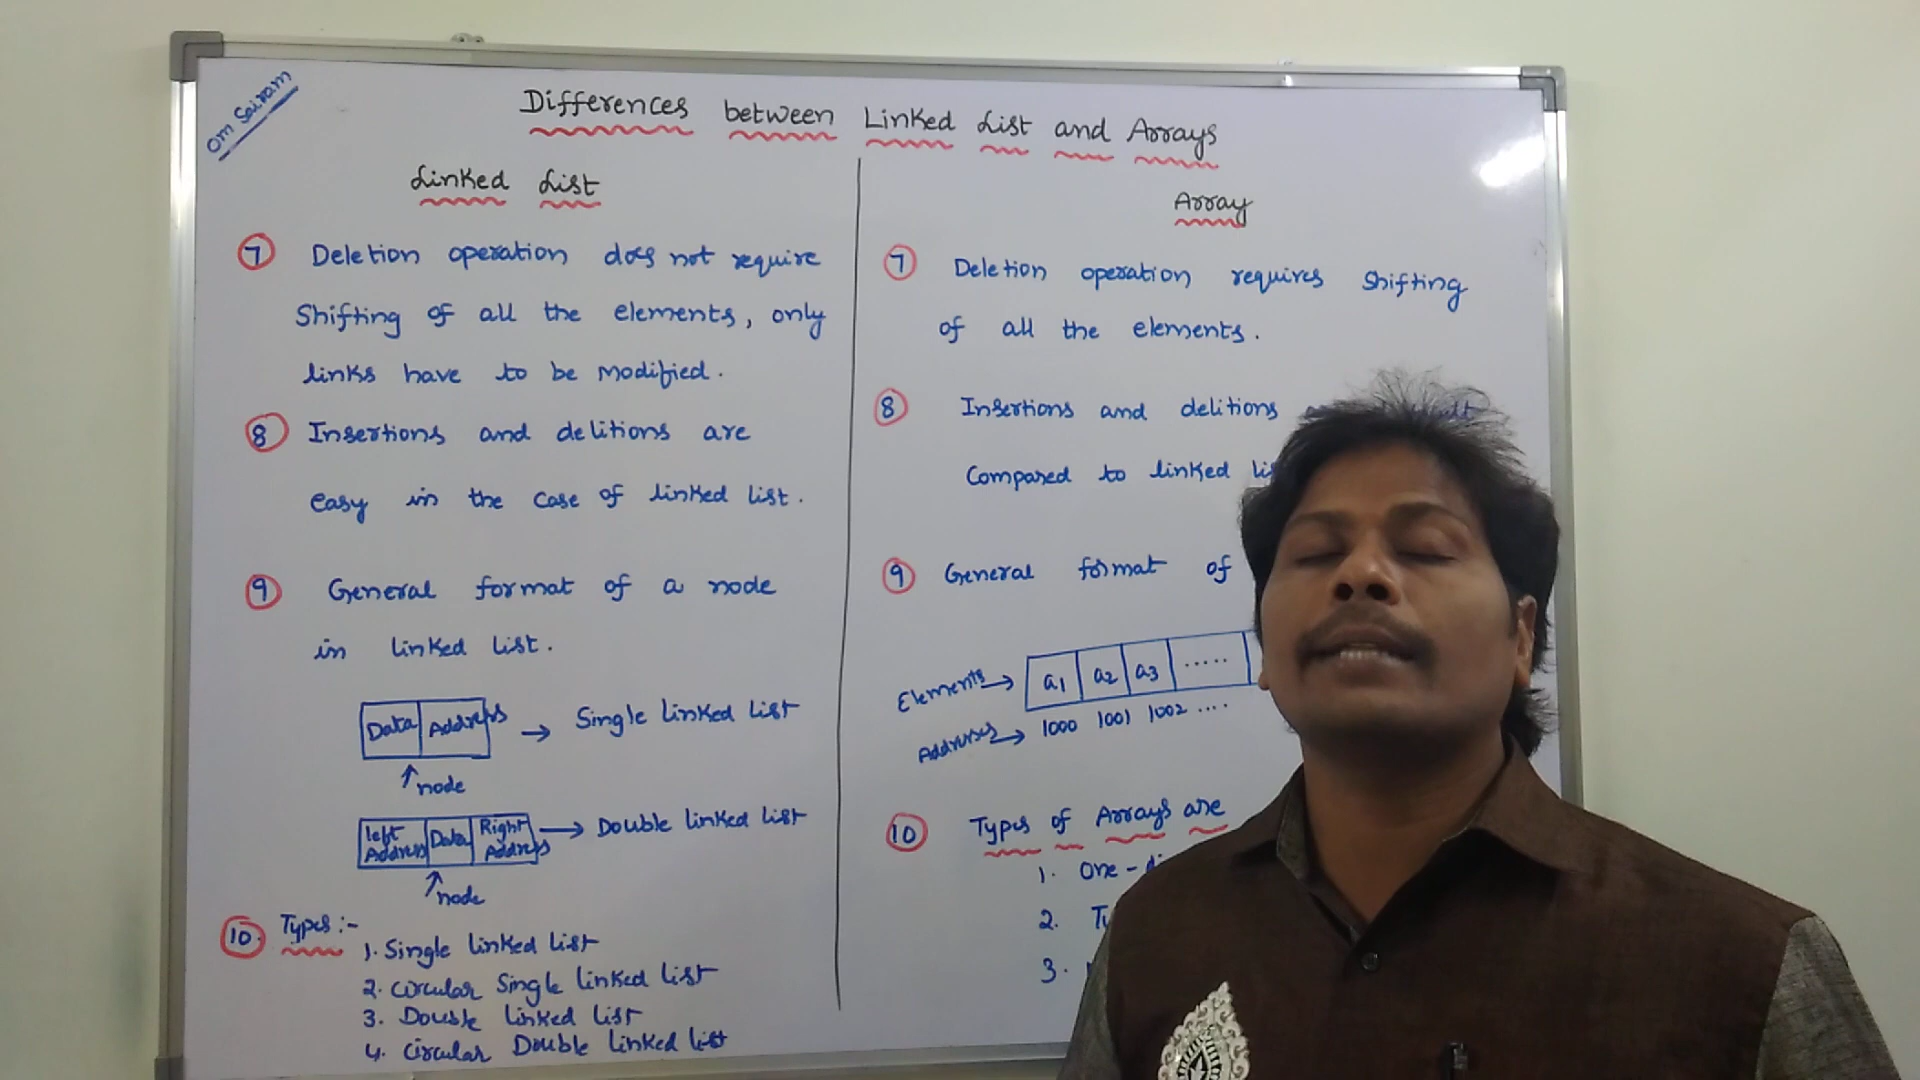 Om Sairam
Differences between Linked List and Arrays
Linked List
7 Deletion operation does not require
Shifting of all the elements, only
links have to be modified.
8 Insertions and delitions are
easy in the case of linked list.
9 General format of a node
in linked list.
Data Address → Single linked list
↑ node
left Address Data Right Address → Double linked list
↑ node
10. Types :-
1. Single linked list
2. Circular Single linked list
3. Double linked list
4. Circular Double linked list
Array
7 Deletion operation requires Shifting
of all the elements.
8 Insertions and delitions
Compared to linked
9 General format of
Elements → a1 a2 a3 .....
Addresses → 1000 1001 1002 ....
10 Types of Arrays are
1. One-
2.
3.